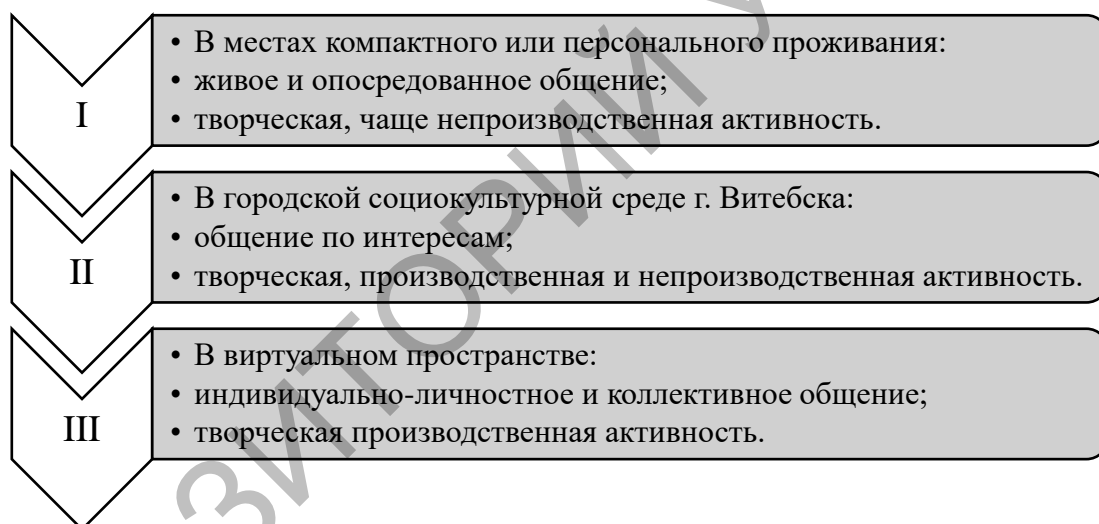 I
• В местах компактного или персонального проживания:
• живое и опосредованное общение;
• творческая, чаще непроизводственная активность.
II
• В городской социокультурной среде г. Витебска:
• общение по интересам;
• творческая, производственная и непроизводственная активность.
III
• В виртуальном пространстве:
• индивидуально-личностное и коллективное общение;
• творческая производственная активность.
ЗИТОРИЙ